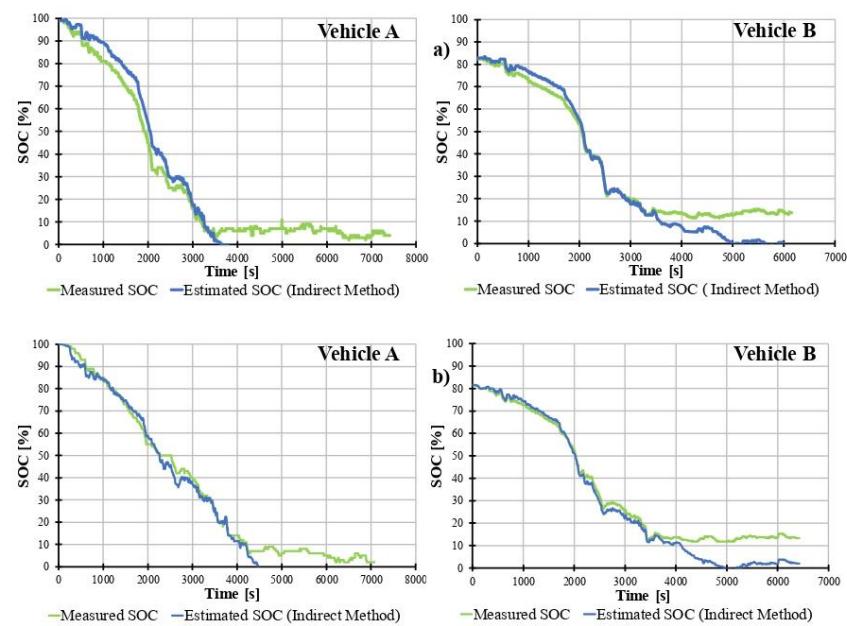 Vehicle A
100
90
80
70
60
50
40
30
20
10
0
SOC [%]
0 1000 2000 3000 4000 5000 6000 7000 8000
Time [s]
Measured SOC Estimated SOC (Indirect Method)
a)
Vehicle B
100
90
80
70
60
50
40
30
20
10
0
SOC [%]
0 1000 2000 3000 4000 5000 6000 7000
Time [s]
Measured SOC Estimated SOC ( Indirect Method)
Vehicle A
100
90
80
70
60
50
40
30
20
10
0
SOC [%]
0 1000 2000 3000 4000 5000 6000 7000 8000
Time [s]
Measured SOC Estimated SOC (Indirect Method)
b)
Vehicle B
100
90
80
70
60
50
40
30
20
10
0
SOC [%]
0 1000 2000 3000 4000 5000 6000 7000
Time [s]
Measured SOC Estimated SOC (Indirect Method)